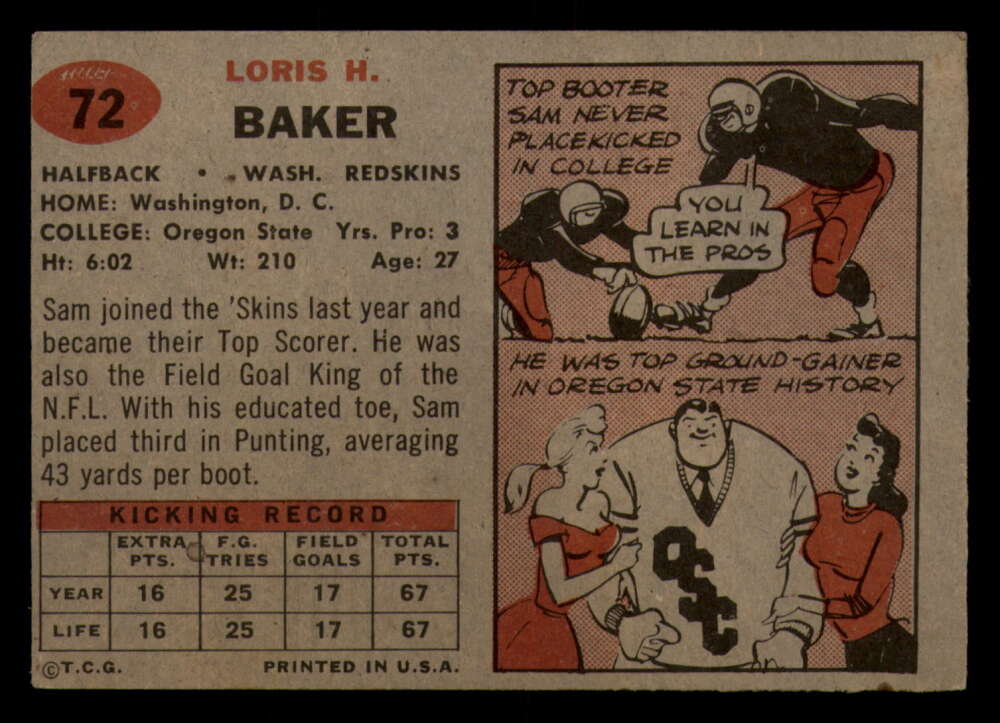 72
LORIS H.
BAKER
HALFBACK • WASH. REDSKINS
HOME: Washington, D. C.
COLLEGE: Oregon State Yrs. Pro: 3
Ht: 6:02 Wt: 210 Age: 27
Sam joined the 'Skins last year and
became their Top Scorer. He was
also the Field Goal King of the
N.F.L. With his educated toe, Sam
placed third in Punting, averaging
43 yards per boot.
KICKING RECORD
EXTRA PTS. F.G. TRIES FIELD GOALS TOTAL PTS.
YEAR 16 25 17 67
LIFE 16 25 17 67
©T.C.G. PRINTED IN U.S.A.
TOP BOOTER
SAM NEVER
PLACEKICKED
IN COLLEGE
YOU
LEARN IN
THE PROS
HE WAS TOP GROUND-GAINER
IN OREGON STATE HISTORY
OSC